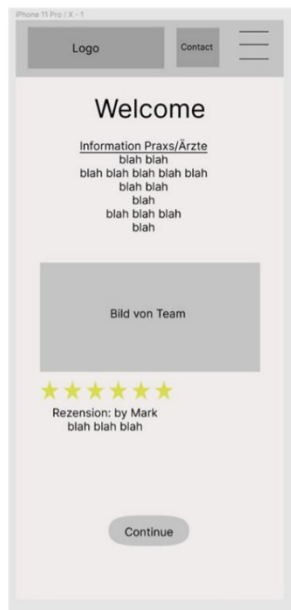 iPhone 11 Pro / X - 1
Logo
Contact
Welcome
Information Praxs/Ärzte
blah blah
blah blah blah blah blah
blah blah
blah
blah blah blah
blah
Bild von Team
Rezension: by Mark
blah blah blah
Continue